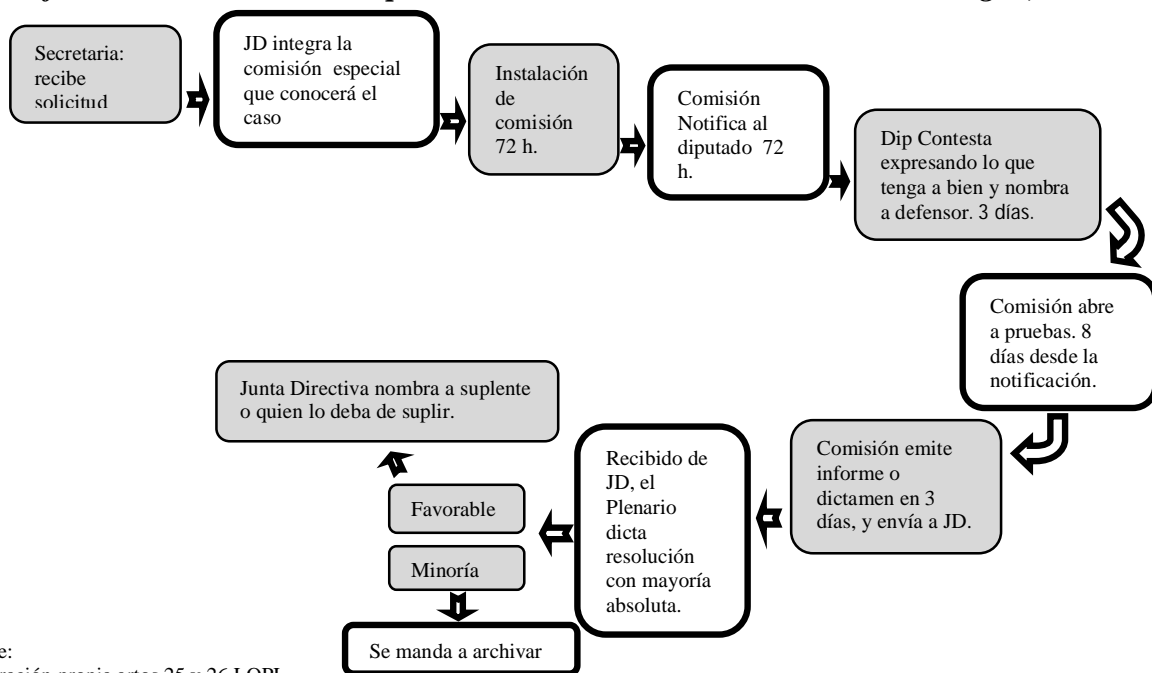 Secretaria:
recibe
solicitud
JD integra la
comisión especial
que conocerá el
caso
Instalación
de
comisión
72 h.
Comisión
Notifica al
diputado 72
h.
Dip Contesta
expresando lo que
tenga a bien y nombra
a defensor. 3 días.
Comisión abre
a pruebas. 8
días desde la
notificación.
Comisión emite
informe o
dictamen en 3
días, y envía a JD.
Recibido de
JD, el
Plenario
dicta
resolución
con mayoría
absoluta.
Favorable
Junta Directiva nombra a suplente
o quien lo deba de suplir.
Minoría
Se manda a archivar